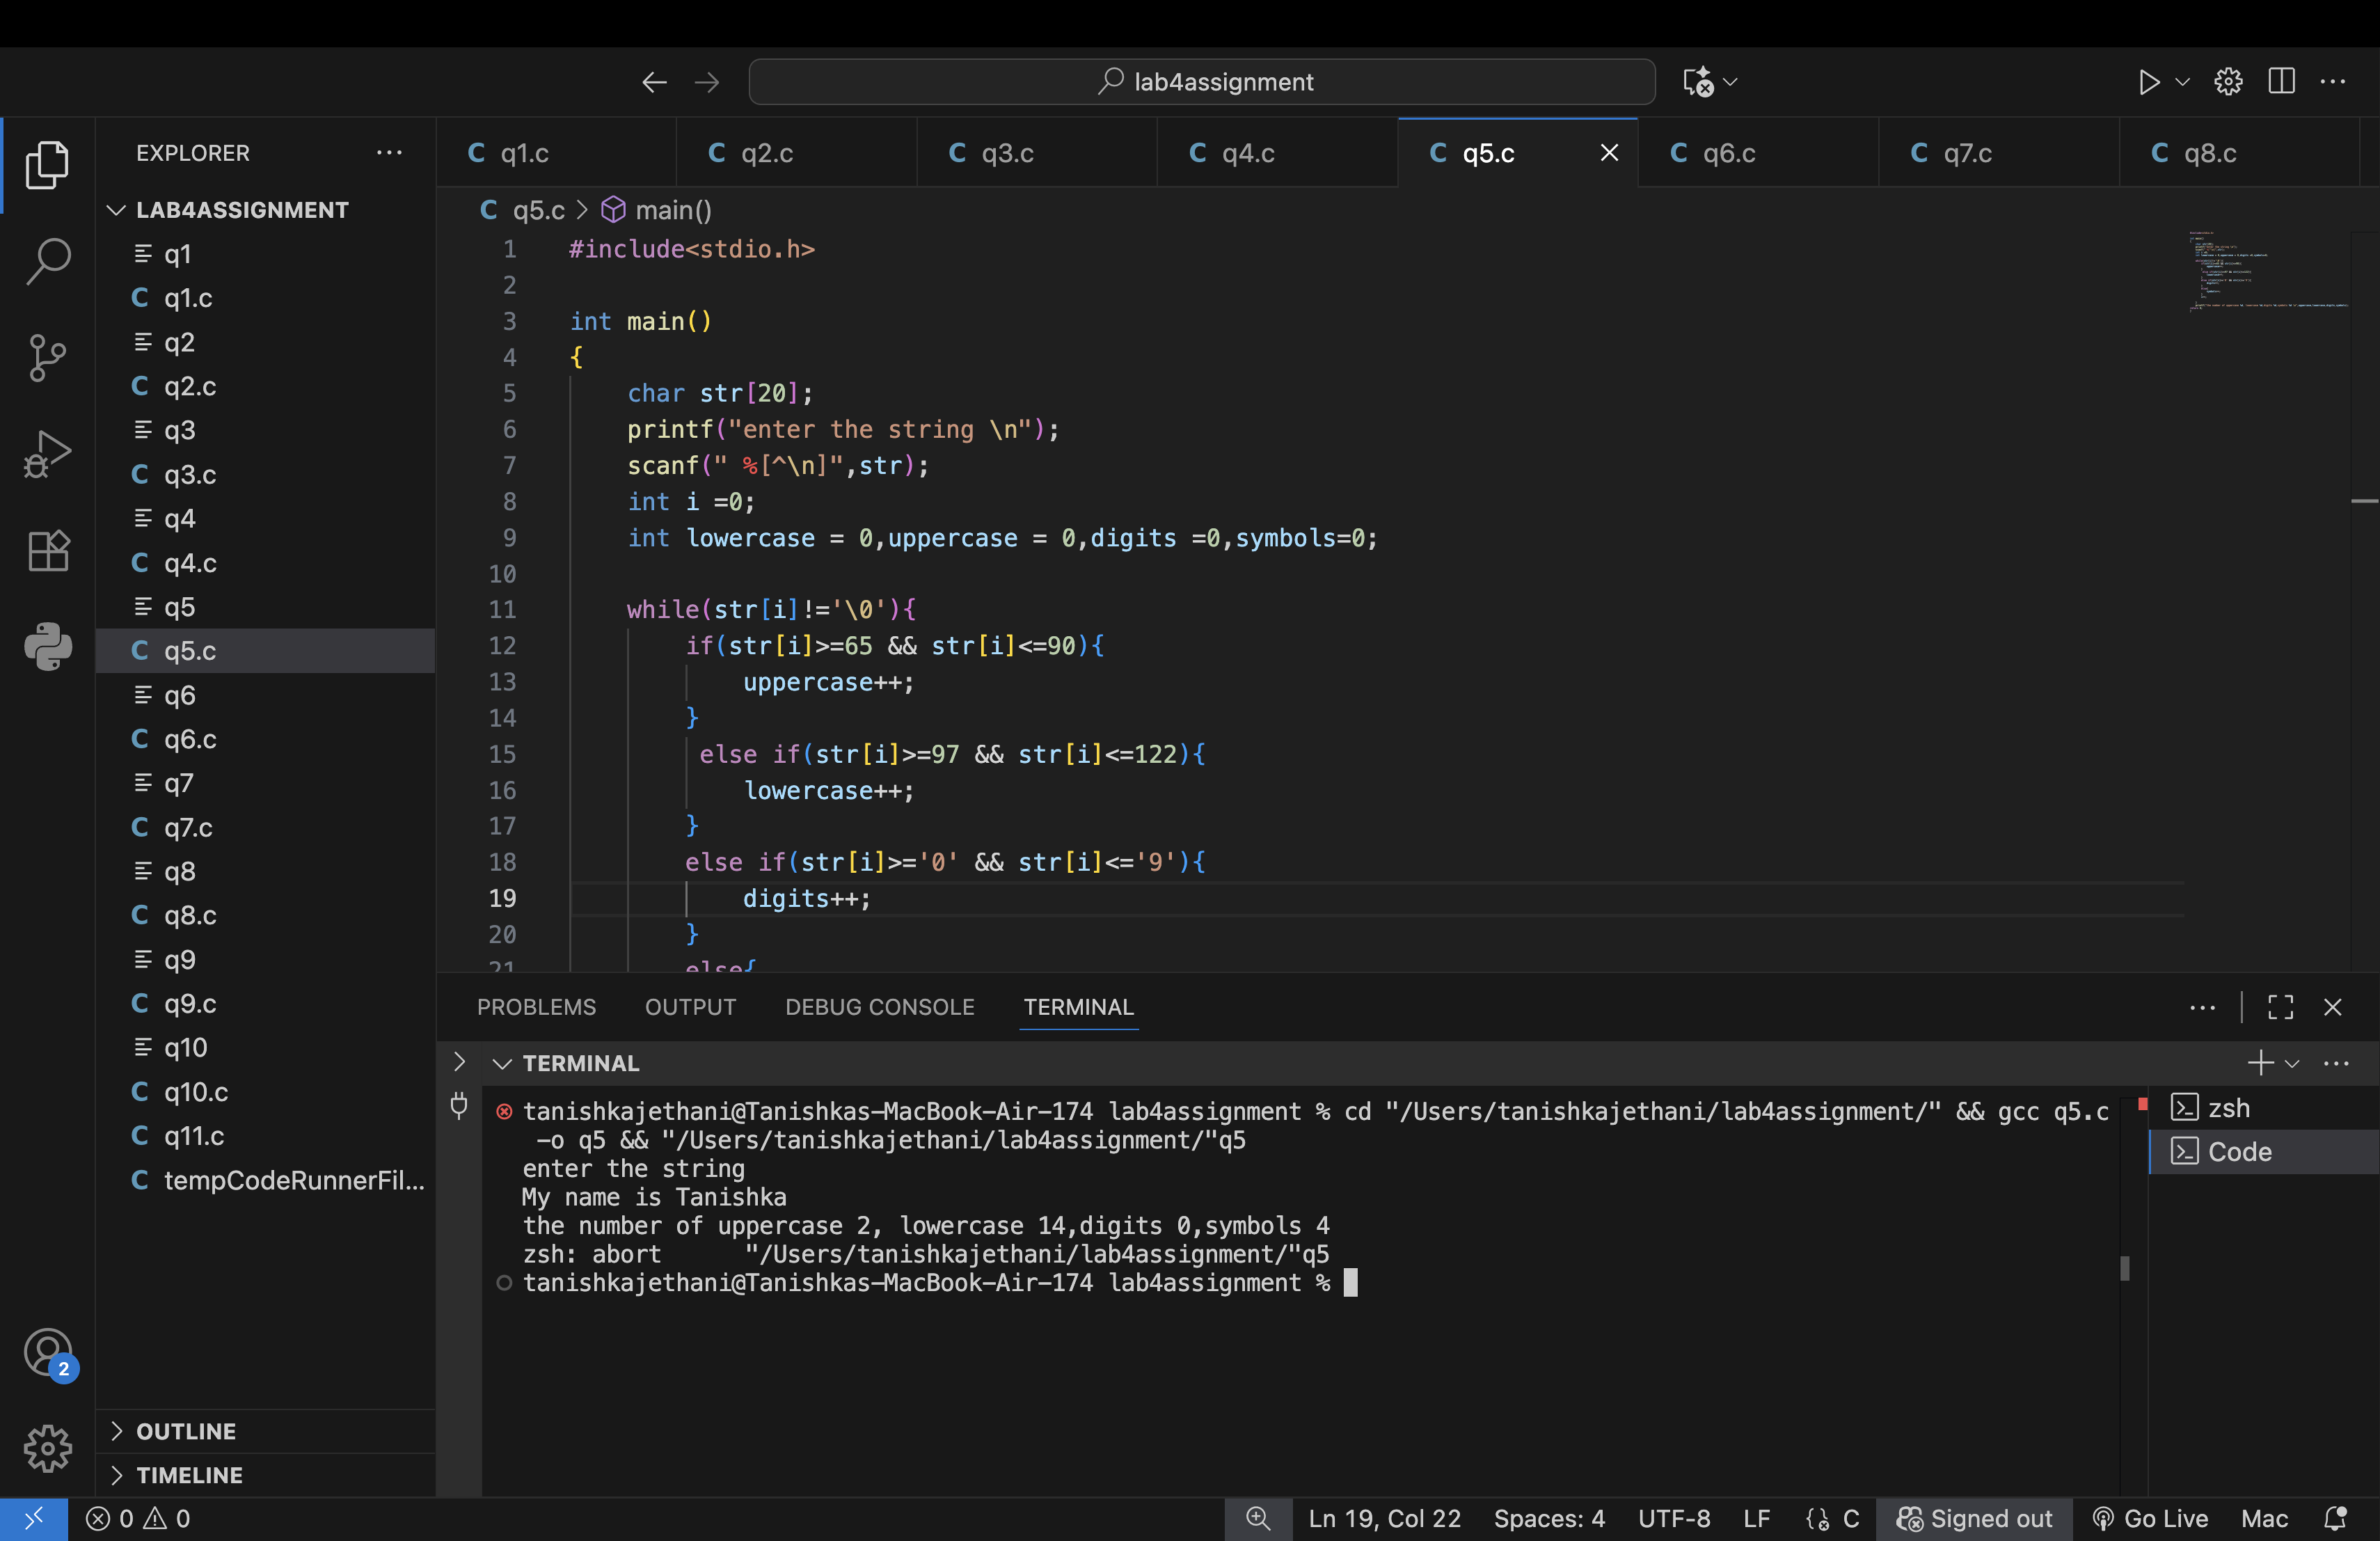 lab4assignment
EXPLORER
LAB4ASSIGNMENT
q1
C q1.c
q2
C q2.c
q3
C q3.c
q4
C q4.c
q5
C q5.c
q6
C q6.c
q7
C q7.c
q8
C q8.c
q9
C q9.c
q10
C q10.c
C q11.c
C tempCodeRunnerFil...
OUTLINE
TIMELINE
2
C q1.c C q2.c C q3.c C q4.c C q5.c C q6.c C q7.c C q8.c
C q5.c > main()
1 #include<stdio.h>
2
3 int main()
4 {
5 char str[20];
6 printf("enter the string \n");
7 scanf(" %[^\n]",str);
8 int i =0;
9 int lowercase = 0,uppercase = 0,digits =0,symbols=0;
10
11 while(str[i]!='\0'){
12 if(str[i]>=65 && str[i]<=90){
13 uppercase++;
14 }
15 else if(str[i]>=97 && str[i]<=122){
16 lowercase++;
17 }
18 else if(str[i]>='0' && str[i]<='9'){
19 digits++;
20 }
21 else{
PROBLEMS OUTPUT DEBUG CONSOLE TERMINAL
TERMINAL
tanishkajethani@Tanishkas-MacBook-Air-174 lab4assignment % cd "/Users/tanishkajethani/lab4assignment/" && gcc q5.c
-o q5 && "/Users/tanishkajethani/lab4assignment/"q5
enter the string
My name is Tanishka
the number of uppercase 2, lowercase 14,digits 0,symbols 4
zsh: abort "/Users/tanishkajethani/lab4assignment/"q5
tanishkajethani@Tanishkas-MacBook-Air-174 lab4assignment %
zsh
Code
0 0 Ln 19, Col 22 Spaces: 4 UTF-8 LF C Signed out Go Live Mac